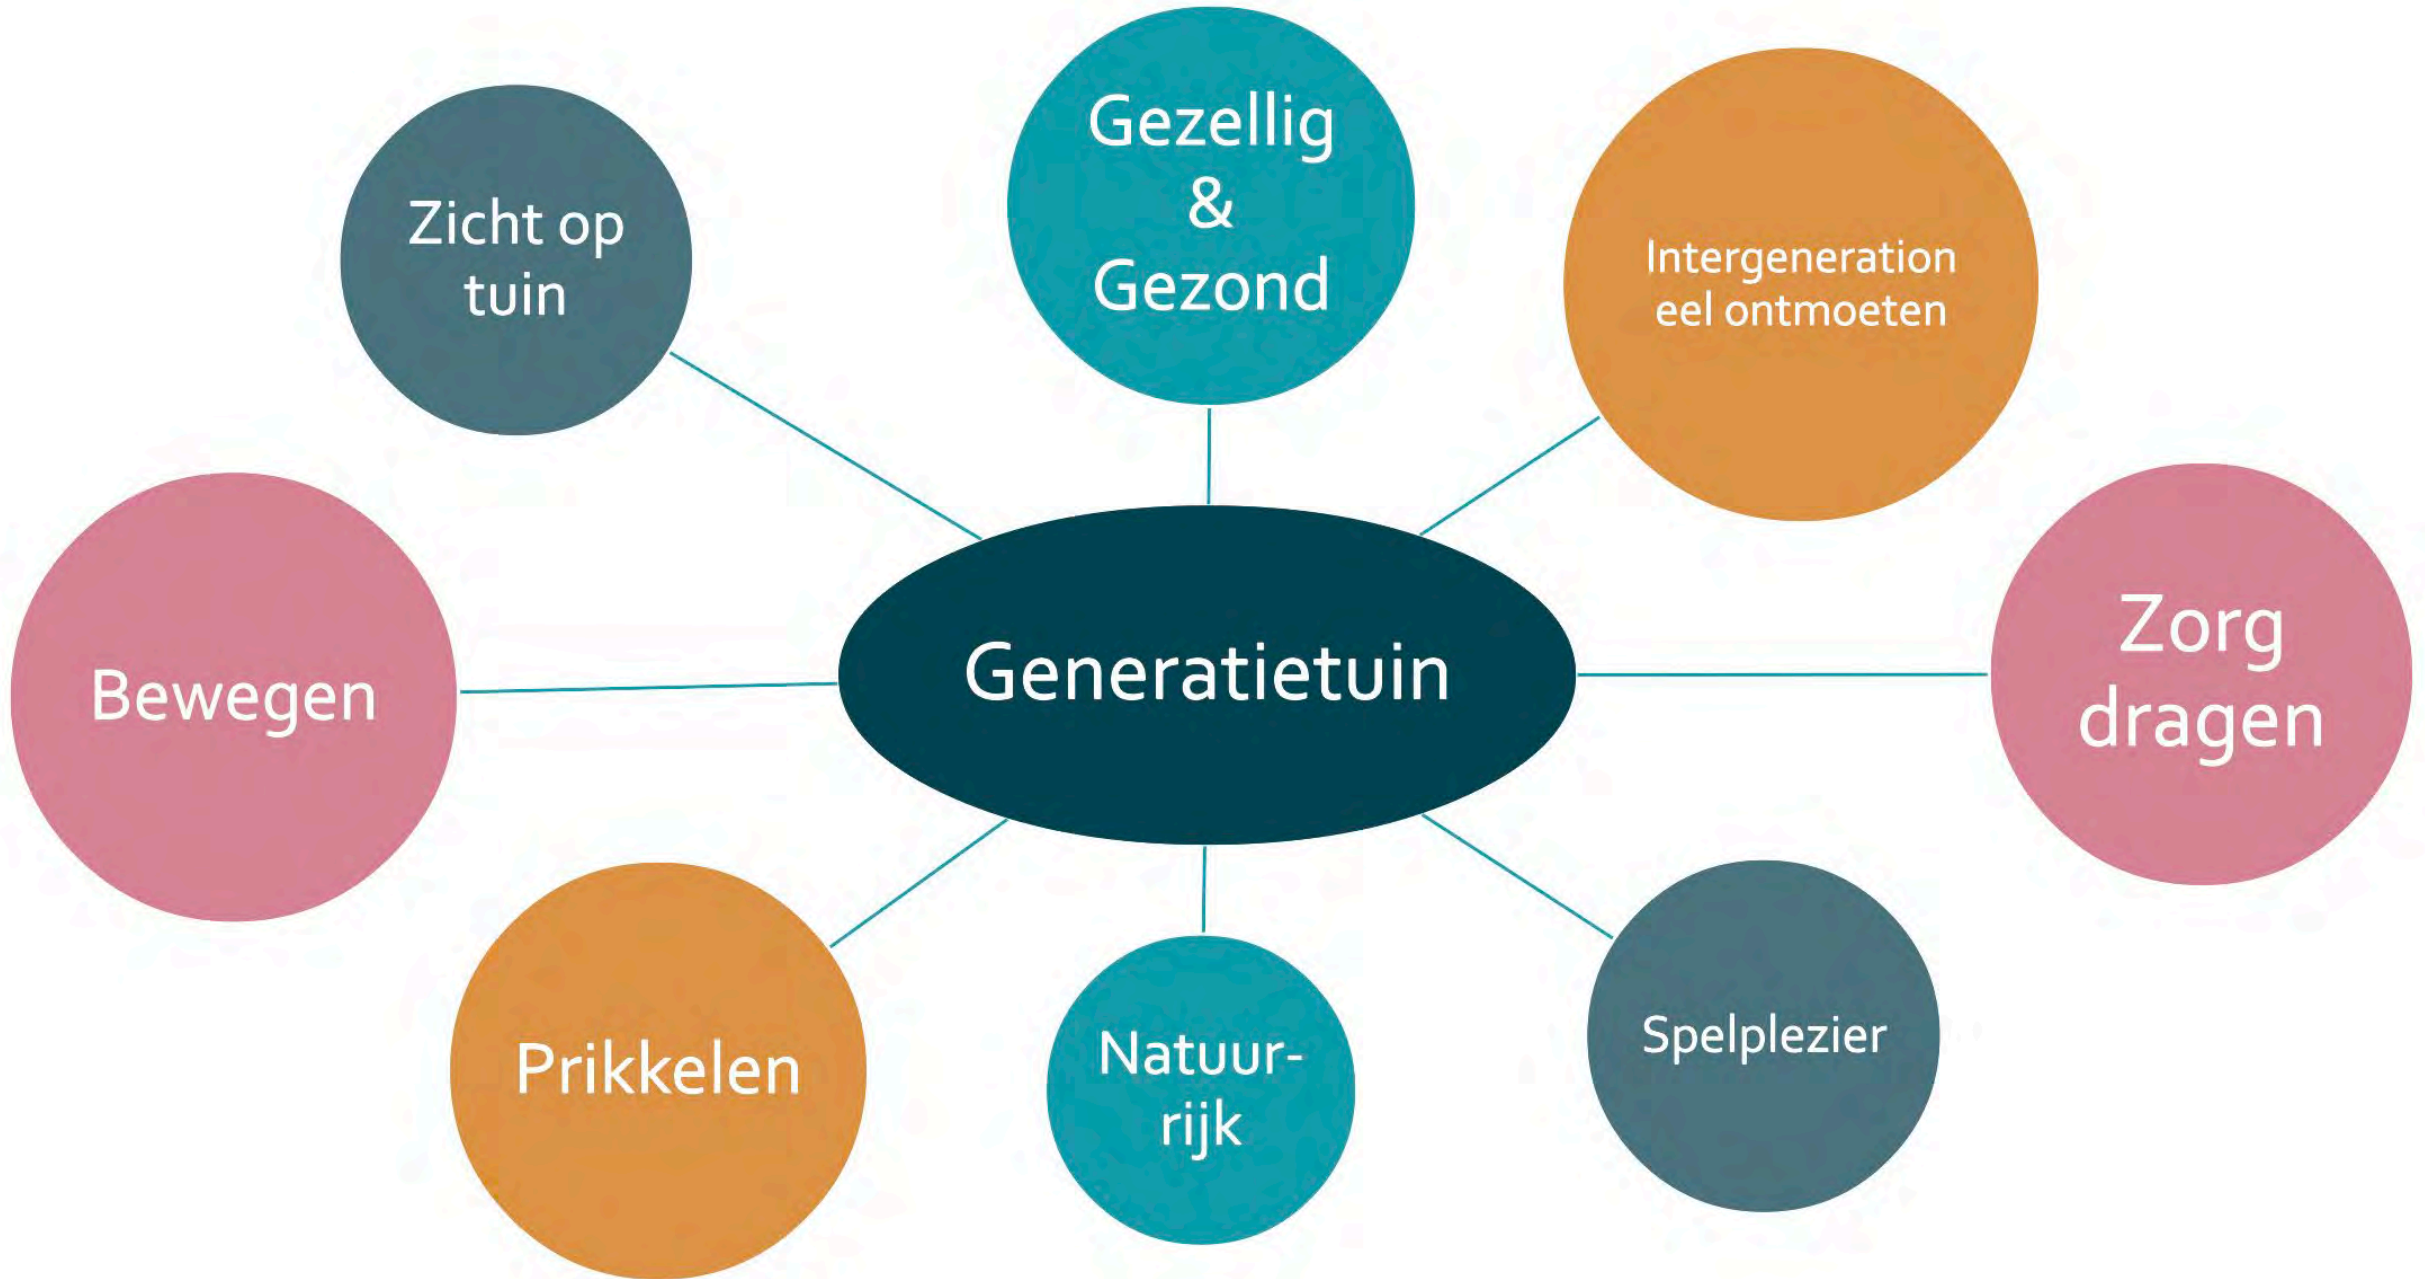 Gezellig
&
Gezond
Zicht op
tuin
Intergeneration
eel ontmoeten
Bewegen
Generatietuin
Zorg
dragen
Prikkelen
Natuur-
rijk
Spelplezier